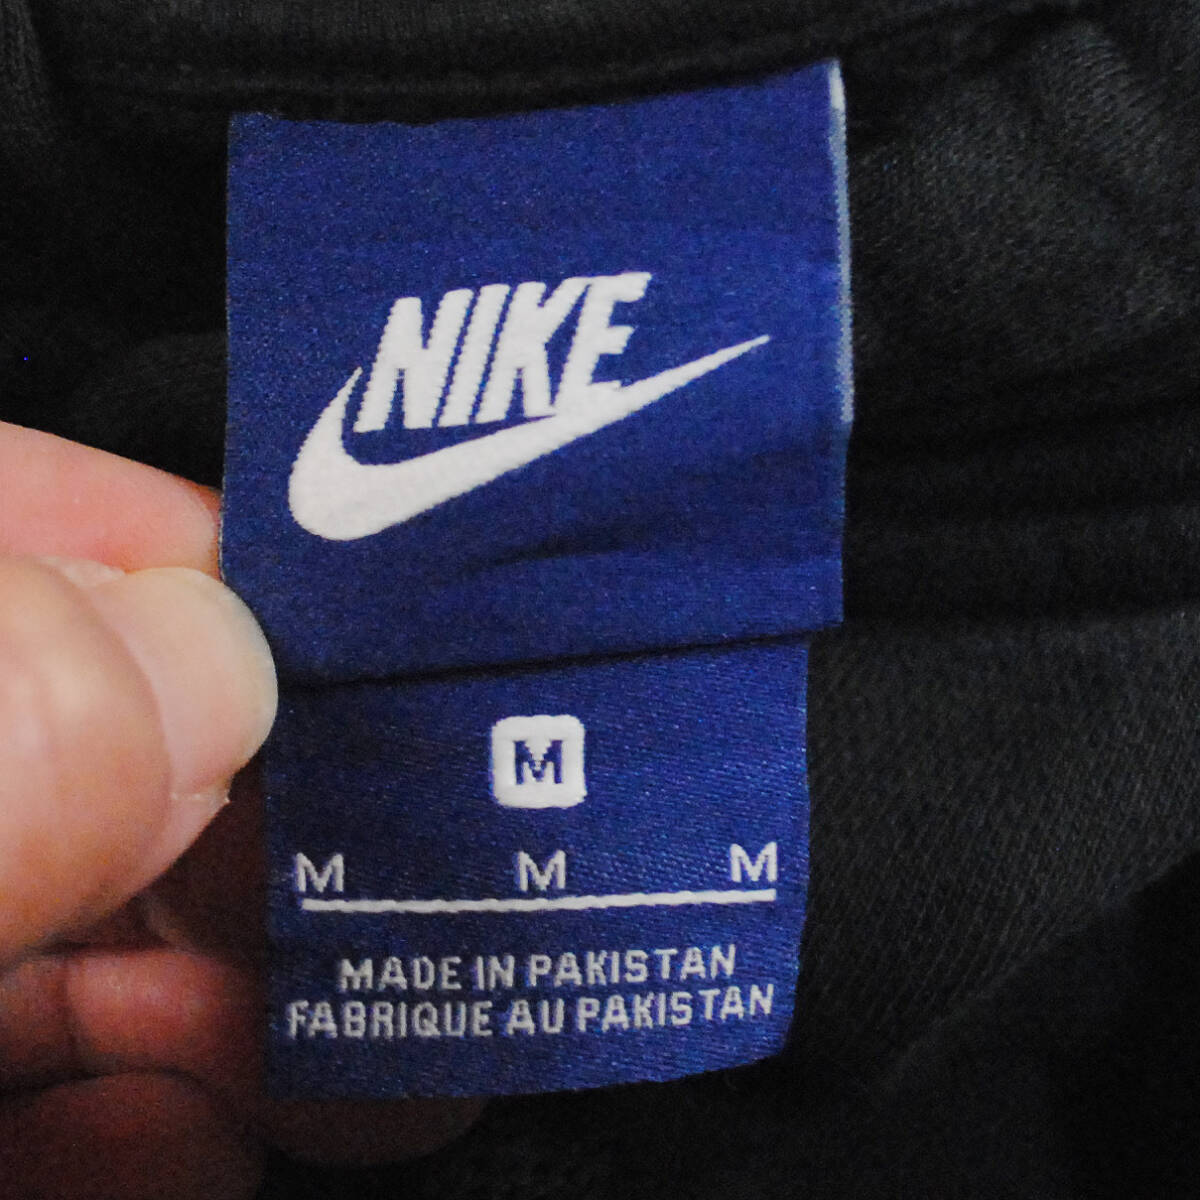 NIKE
M
M M M
MADE IN PAKISTAN
FABRIQUE AU PAKISTAN